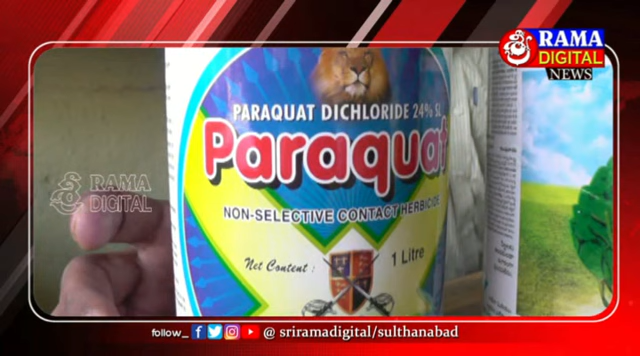 RAMA
DIGITAL
NEWS
PARAQUAT DICHLORIDE 24% SL
Paraquat
RAMA
DIGITAL
NON-SELECTIVE CONTACT HERBICIDE
Net Content : 1 Litre
follow_ @ sriramadigital/sulthanabad